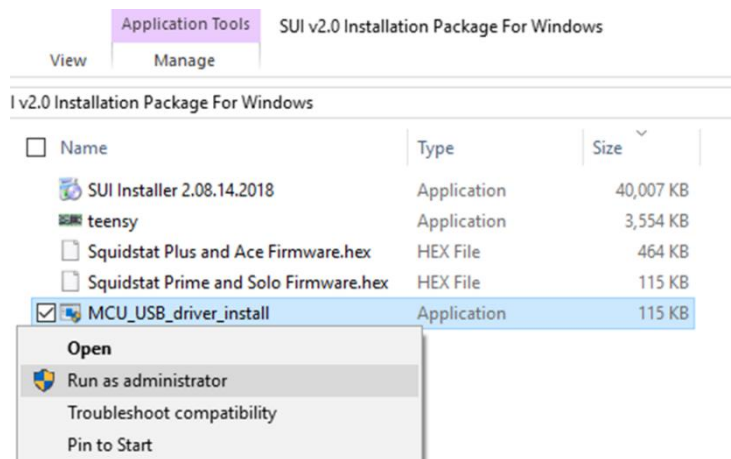 Application Tools SUI v2.0 Installation Package For Windows
View Manage
l v2.0 Installation Package For Windows
Name Type Size
SUI Installer 2.08.14.2018 Application 40,007 KB
teensy Application 3,554 KB
Squidstat Plus and Ace Firmware.hex HEX File 464 KB
Squidstat Prime and Solo Firmware.hex HEX File 115 KB
MCU_USB_driver_install Application 115 KB
Open
Run as administrator
Troubleshoot compatibility
Pin to Start